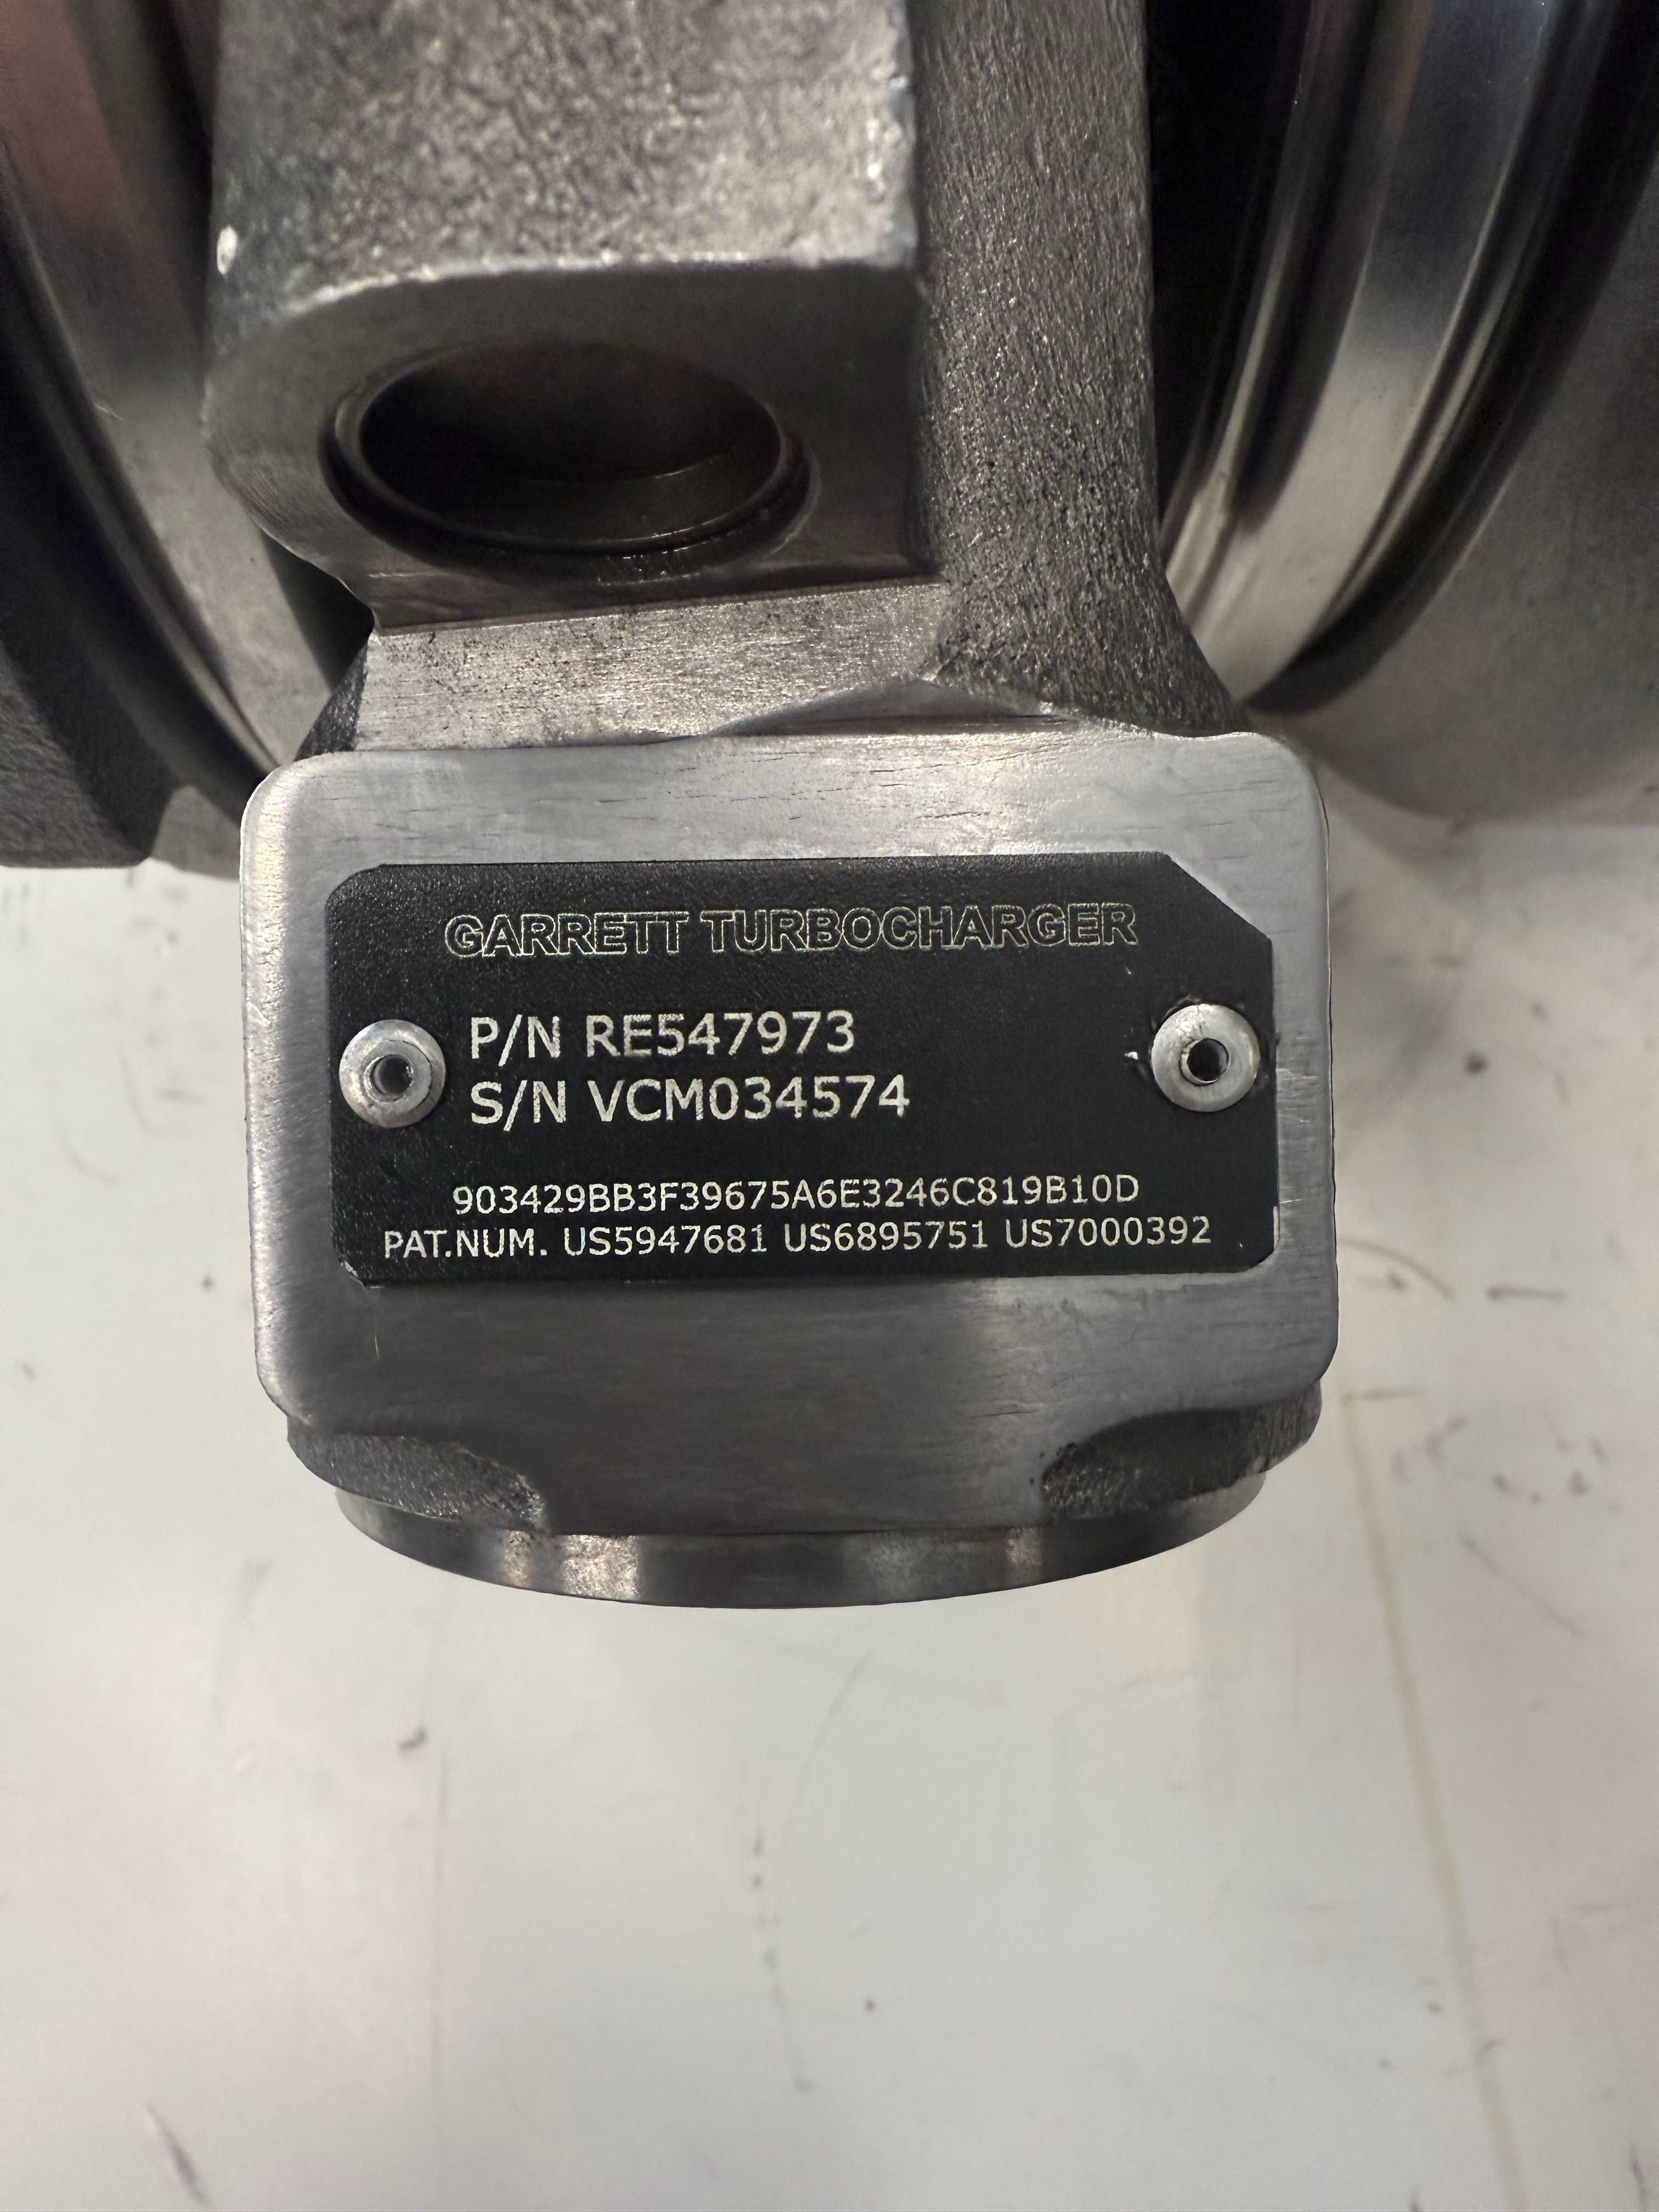 GARRETT TURBOCHARGER
P/N RE547973
S/N VCM034574
903429BB3F39675A6E3246C819B10D
PAT.NUM. US5947681 US6895751 US7000392